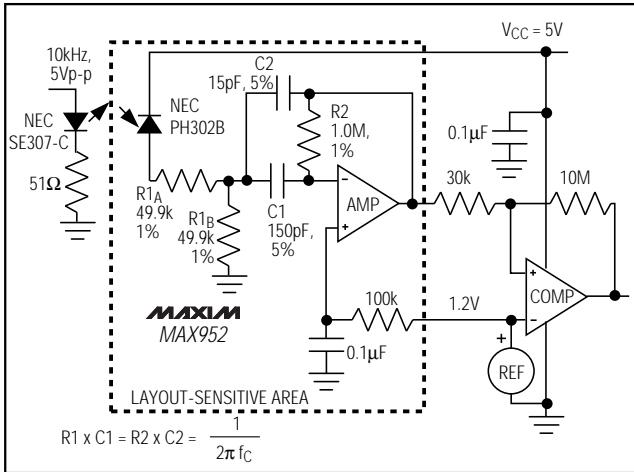 10kHz,
5Vp-p
NEC
SE307-C
51Ω
NEC
PH302B
R1A
49.9k
1%
R1B
49.9k
1%
C2
15pF, 5%
R2
1.0M,
1%
C1
150pF,
5%
AMP
VCC = 5V
0.1µF
30k
10M
COMP
100k
1.2V
0.1µF
REF
MAXIM
MAX952
LAYOUT-SENSITIVE AREA
R1 x C1 = R2 x C2 = 1
2π fC